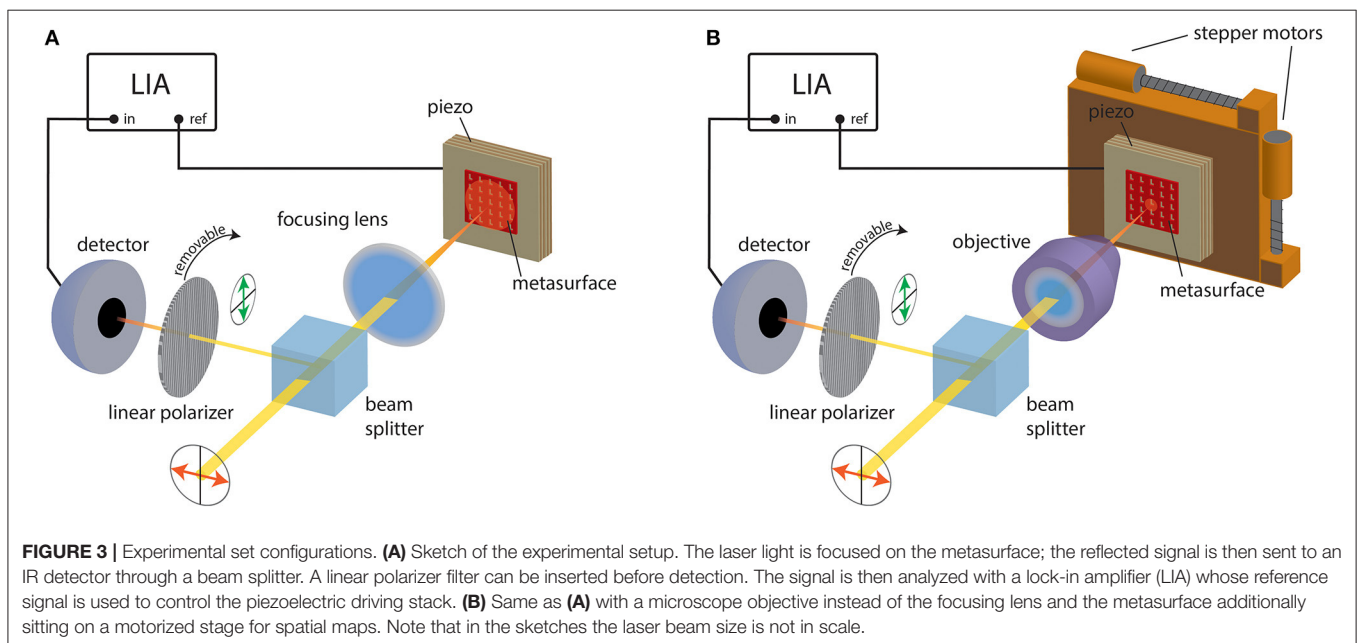 A
LIA
in
ref
piezo
focusing lens
detector
removable
metasurface
linear polarizer
beam
splitter
B
stepper motors
LIA
in
ref
piezo
objective
detector
removable
metasurface
linear polarizer
beam
splitter
FIGURE 3 | Experimental set configurations. (A) Sketch of the experimental setup. The laser light is focused on the metasurface; the reflected signal is then sent to an
IR detector through a beam splitter. A linear polarizer filter can be inserted before detection. The signal is then analyzed with a lock-in amplifier (LIA) whose reference
signal is used to control the piezoelectric driving stack. (B) Same as (A) with a microscope objective instead of the focusing lens and the metasurface additionally
sitting on a motorized stage for spatial maps. Note that in the sketches the laser beam size is not in scale.